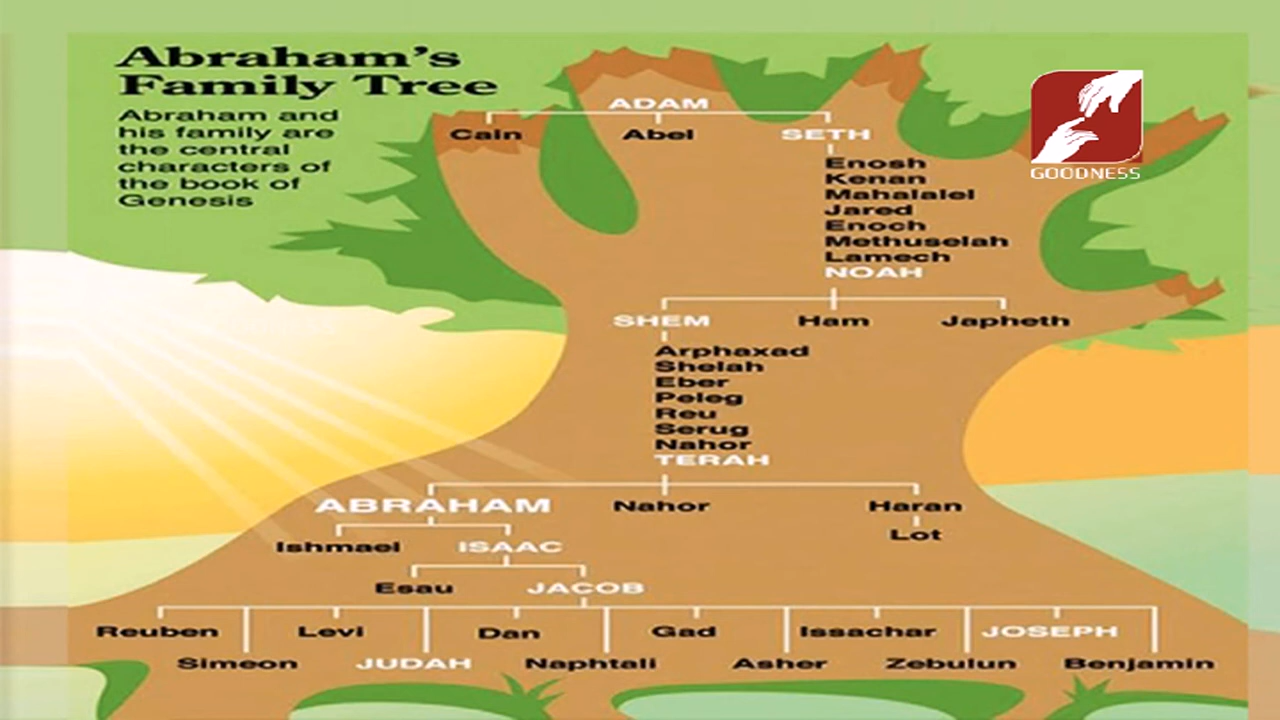 Abraham's
Family Tree
Abraham and
his family are
the central
characters of
the book of
Genesis
GOODNESS
ADAM
Cain Abel SETH
Enosh
Kenan
Mahalalel
Jared
Enoch
Methuselah
Lamech
NOAH
SHEM Ham Japheth
Arphaxad
Shelah
Eber
Peleg
Reu
Serug
Nahor
TERAH
ABRAHAM Nahor Haran
Lot
Ishmael ISAAC
Esau JACOB
Reuben Levi Dan Gad Issachar JOSEPH
Simeon JUDAH Naphtali Asher Zebulun Benjamin